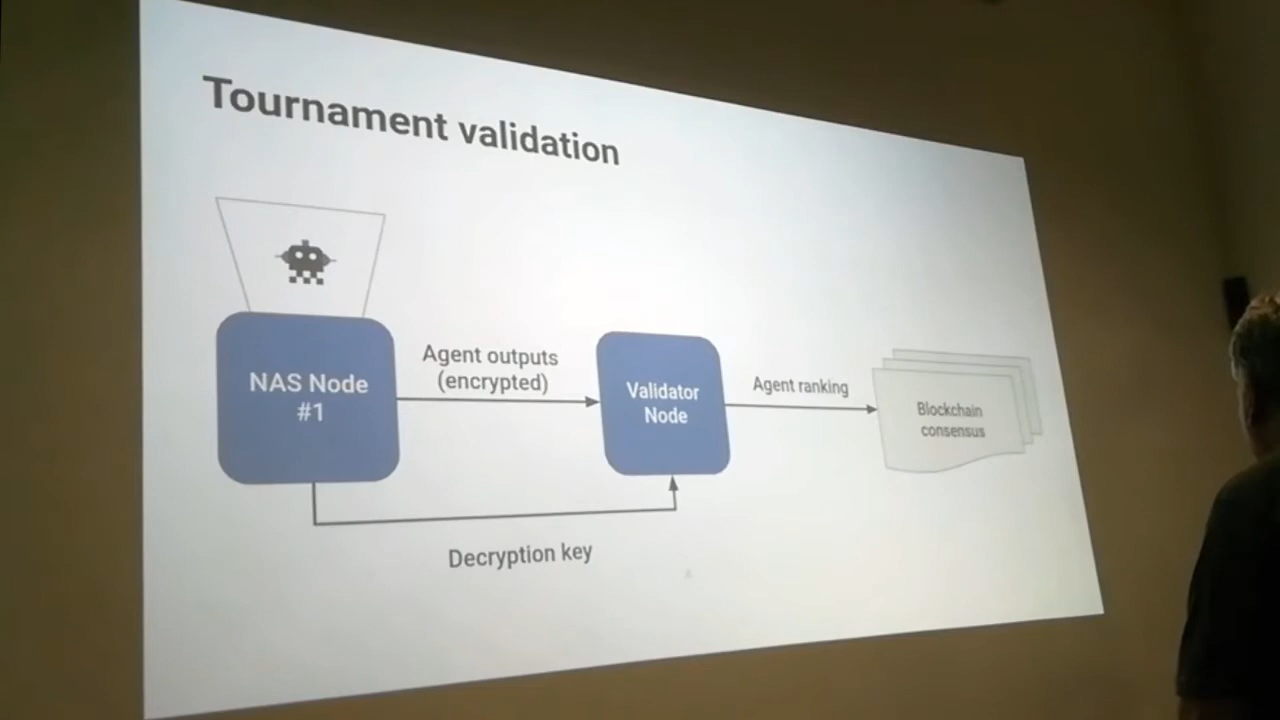 Tournament validation
NAS Node
#1
Agent outputs
(encrypted)
Validator
Node
Agent ranking
Blockchain
consensus
Decryption key